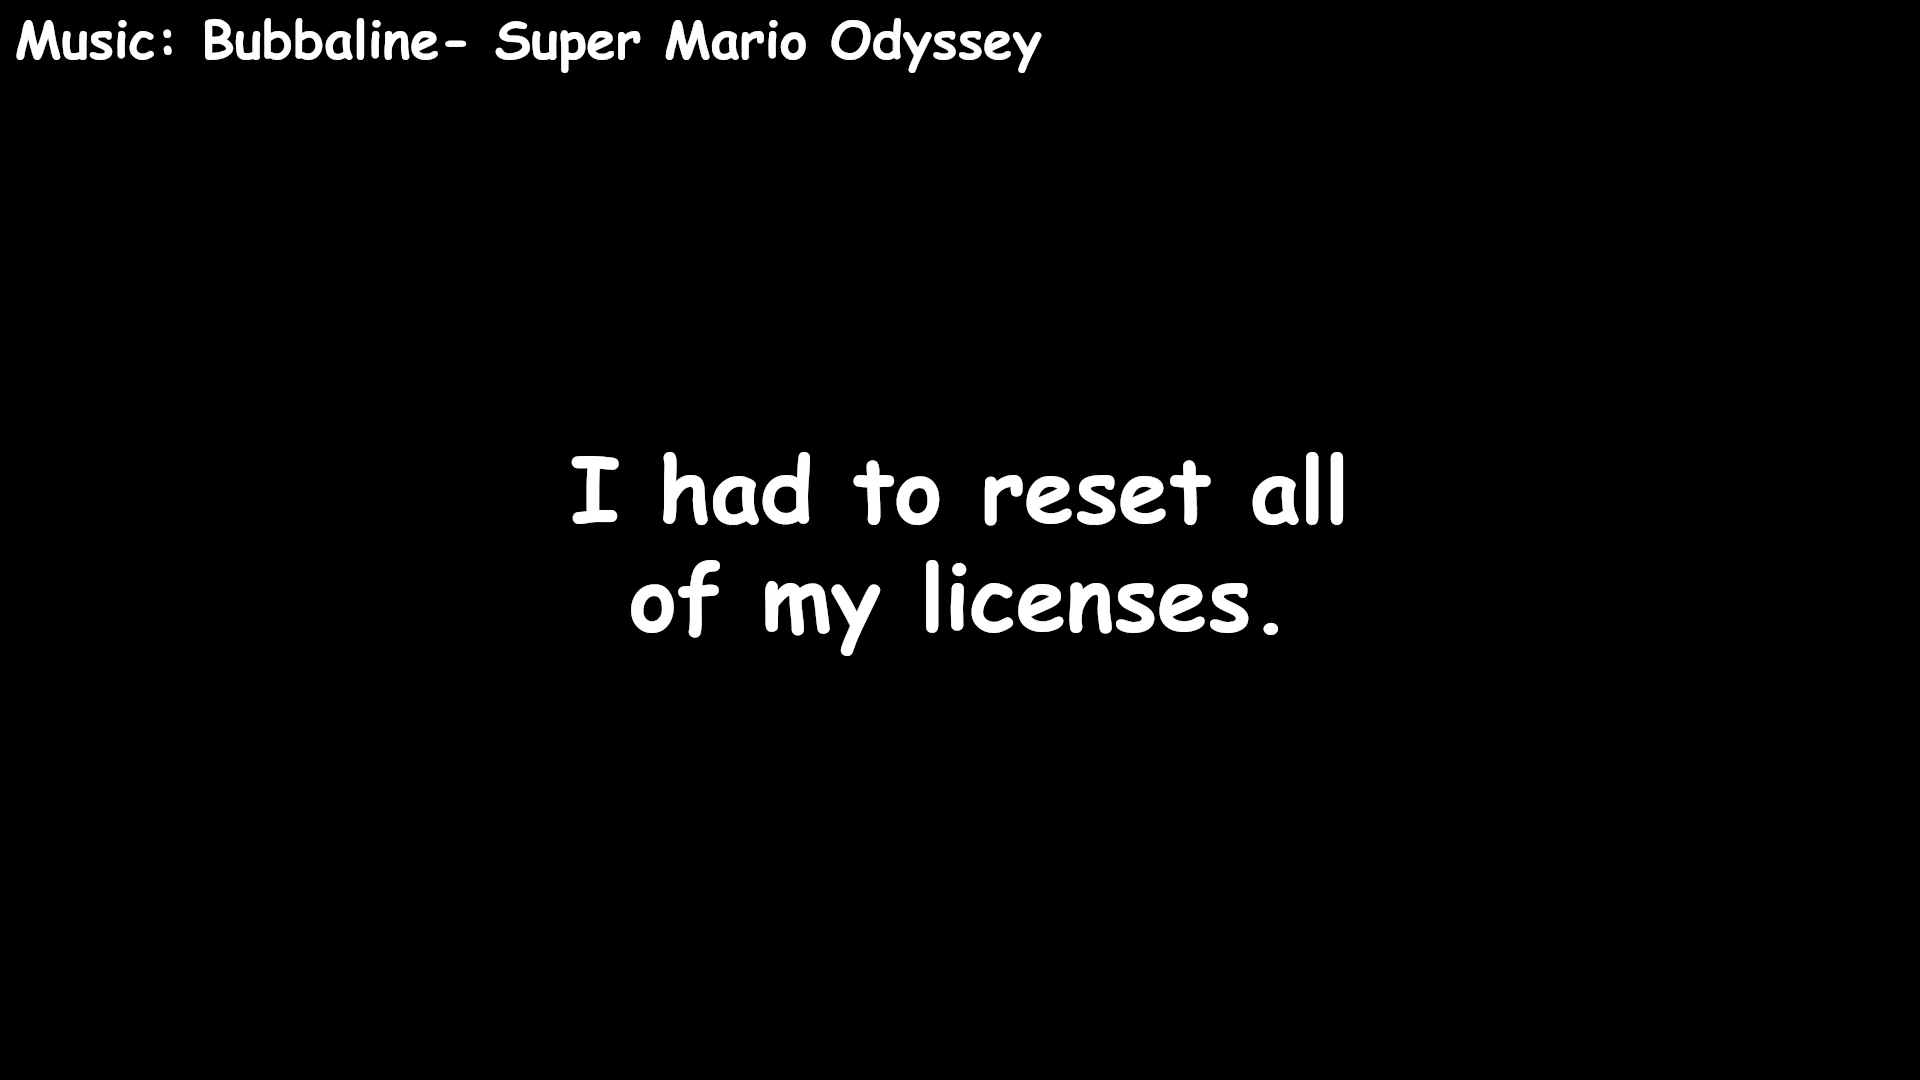 Music: Bubbaline- Super Mario Odyssey
I had to reset all
of my licenses.